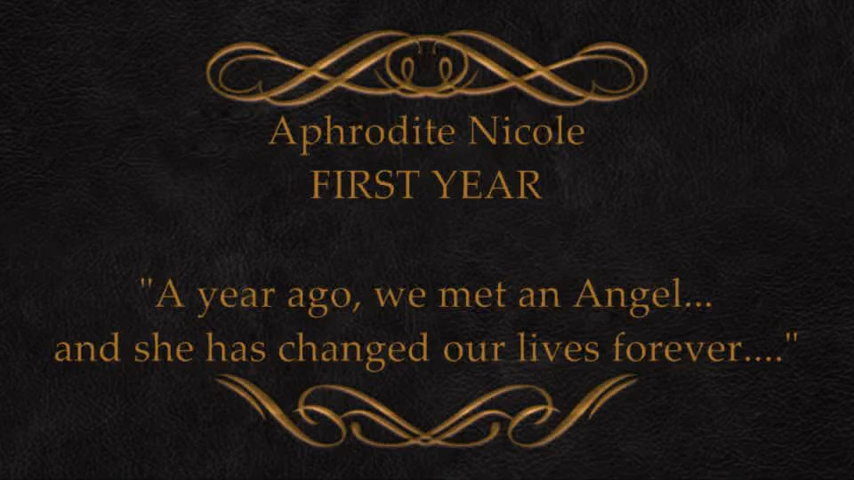 Aphrodite Nicole
FIRST YEAR
"A year ago, we met an Angel...
and she has changed our lives forever...."